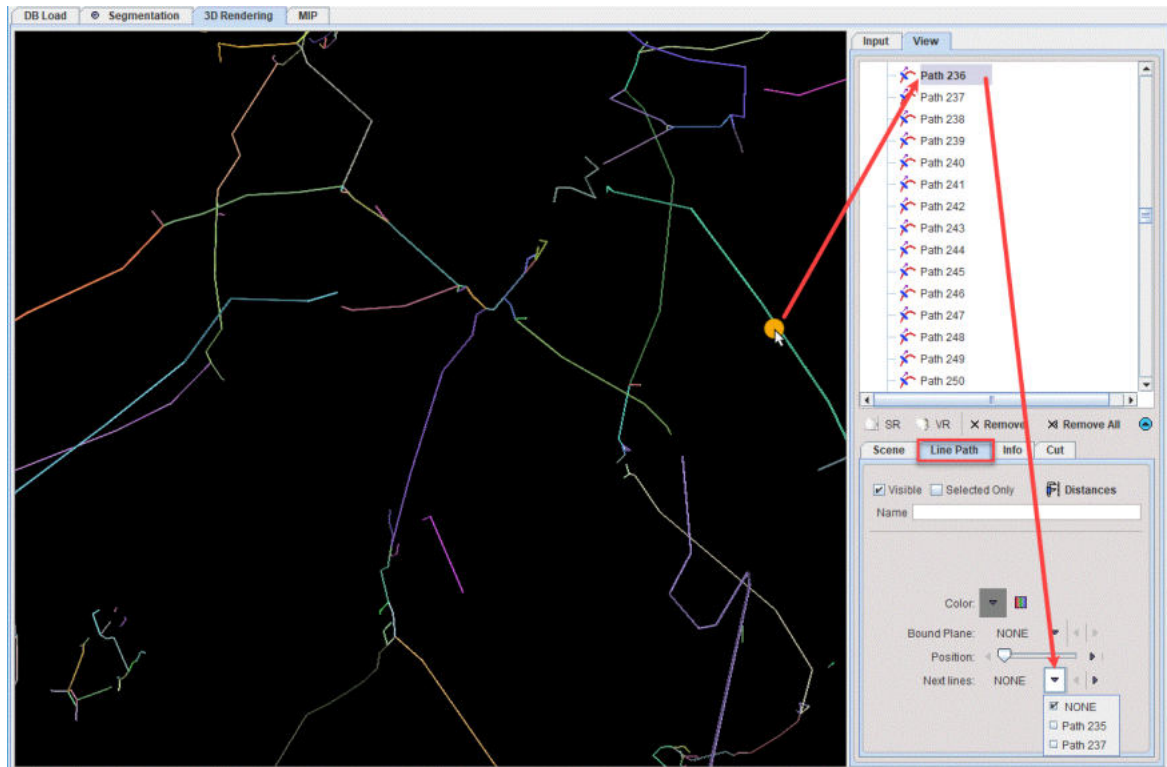 DB Load Segmentation 3D Rendering MIP
Input View
Path 236
Path 237
Path 238
Path 239
Path 240
Path 241
Path 242
Path 243
Path 244
Path 245
Path 246
Path 247
Path 248
Path 249
Path 250
SR VR Remove Remove All
Scene Line Path Info Cut
Visible Selected Only Distances
Name
Color:
Bound Plane: NONE
Position:
Next lines: NONE
NONE
Path 235
Path 237